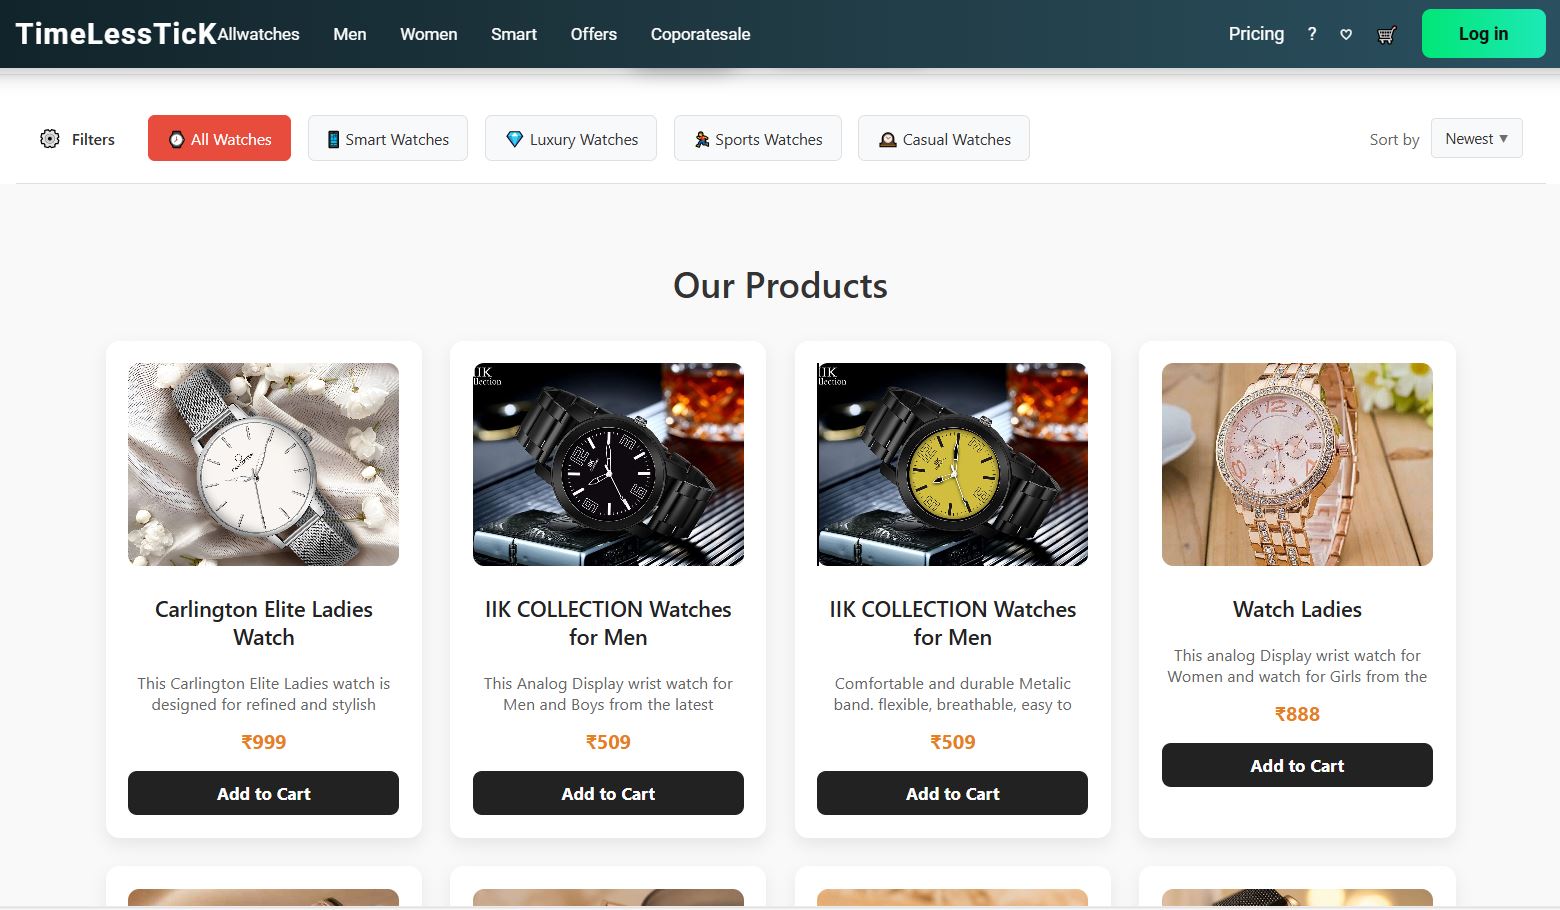 TimeLessTicK Allwatches Men Women Smart Offers Coporatesale Pricing ? Log in
Filters All Watches Smart Watches Luxury Watches Sports Watches Casual Watches Sort by Newest
Our Products
IIK
llection
IIK
llection
Carlington Elite Ladies
Watch
This Carlington Elite Ladies watch is
designed for refined and stylish
₹999
Add to Cart
IIK COLLECTION Watches
for Men
This Analog Display wrist watch for
Men and Boys from the latest
₹509
Add to Cart
IIK COLLECTION Watches
for Men
Comfortable and durable Metalic
band. flexible, breathable, easy to
₹509
Add to Cart
Watch Ladies
This analog Display wrist watch for
Women and watch for Girls from the
₹888
Add to Cart